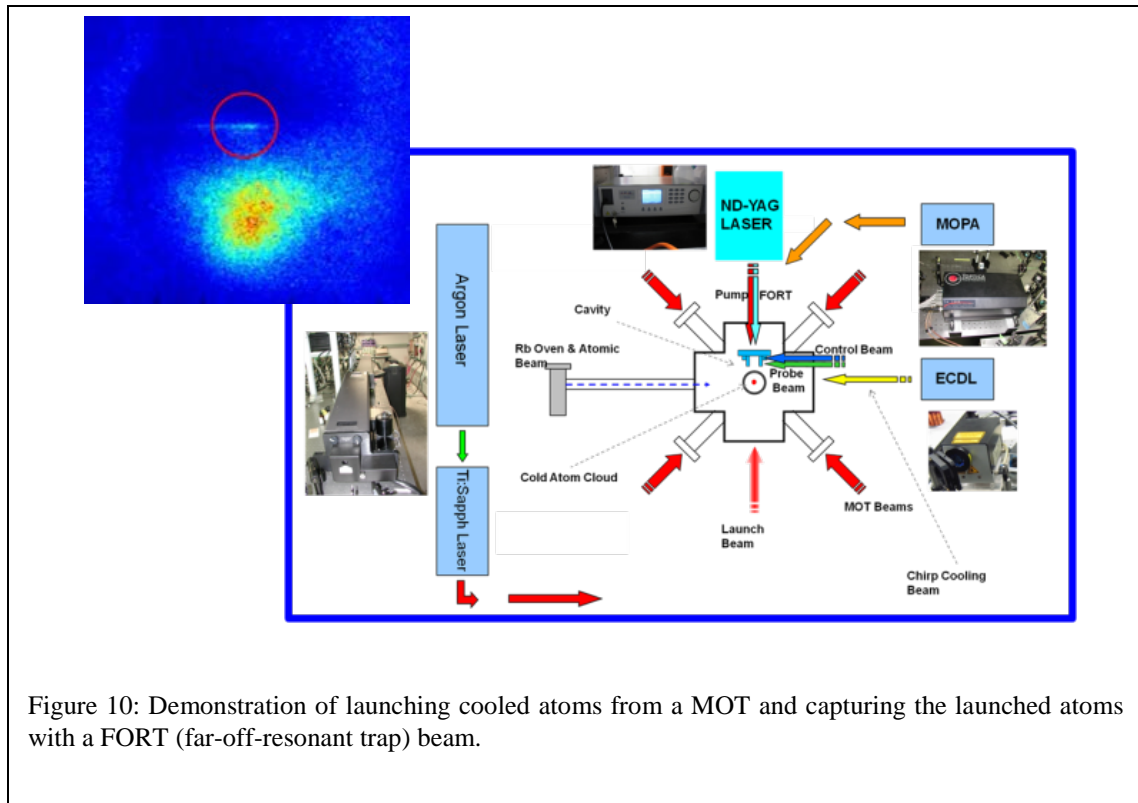 ND-YAG
LASER
MOPA
Argon Laser
Pump
FORT
Cavity
Rb Oven & Atomic
Beam
Control Beam
Probe
Beam
ECDL
Cold Atom Cloud
Ti:Sapph Laser
MOT Beams
Launch
Beam
Chirp Cooling
Beam
Figure 10: Demonstration of launching cooled atoms from a MOT and capturing the launched atoms
with a FORT (far-off-resonant trap) beam.